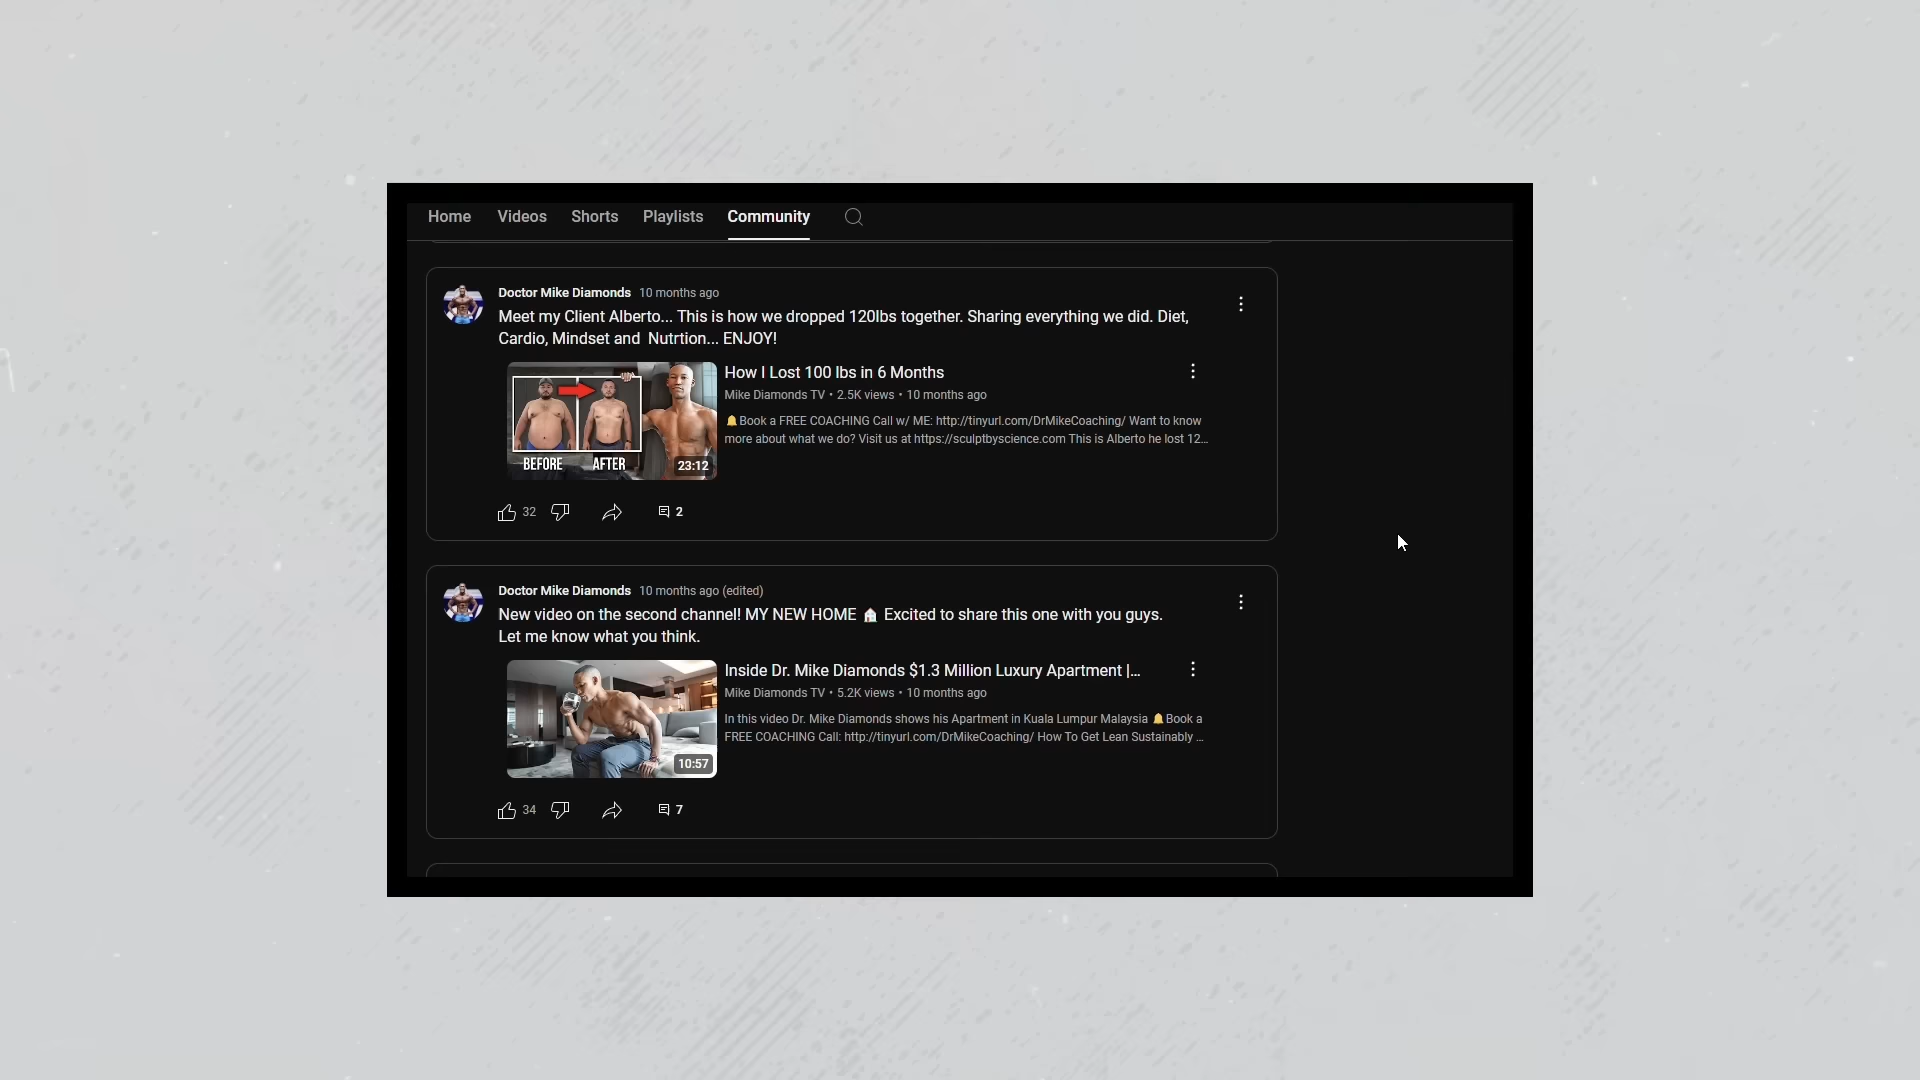 Home Videos Shorts Playlists Community
Doctor Mike Diamonds 10 months ago
Meet my Client Alberto... This is how we dropped 120lbs together. Sharing everything we did. Diet,
Cardio, Mindset and Nutrtion... ENJOY!
How I Lost 100 lbs in 6 Months
Mike Diamonds TV • 2.5K views • 10 months ago
Book a FREE COACHING Call w/ ME: http://tinyurl.com/DrMikeCoaching/ Want to know
more about what we do? Visit us at https://sculptbyscience.com This is Alberto he lost 12...
BEFORE AFTER
23:12
32 2
Doctor Mike Diamonds 10 months ago (edited)
New video on the second channel! MY NEW HOME 🏠 Excited to share this one with you guys.
Let me know what you think.
Inside Dr. Mike Diamonds $1.3 Million Luxury Apartment |...
Mike Diamonds TV • 5.2K views • 10 months ago
In this video Dr. Mike Diamonds shows his Apartment in Kuala Lumpur Malaysia 🔔 Book a
FREE COACHING Call: http://tinyurl.com/DrMikeCoaching/ How To Get Lean Sustainably ...
10:57
34 7